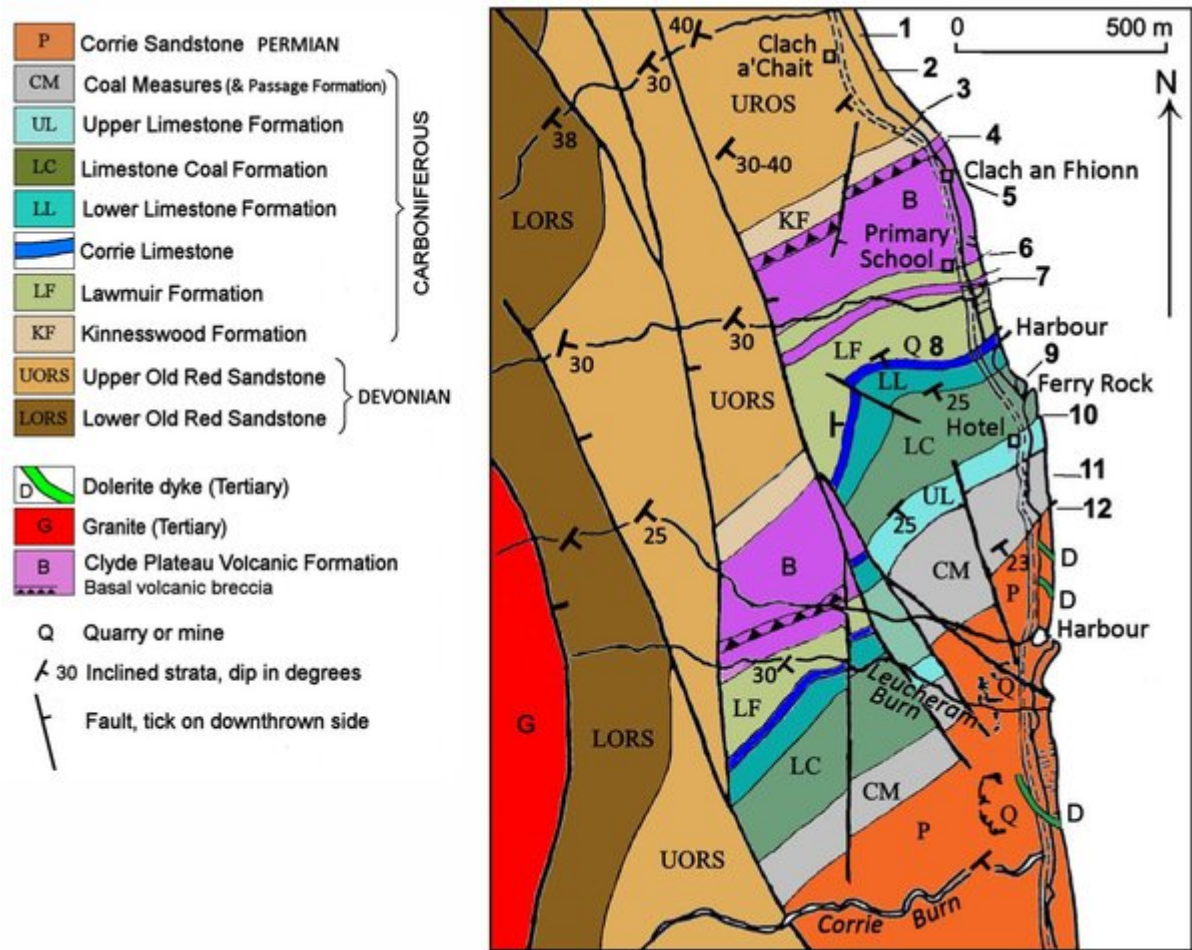 P Corrie Sandstone PERMIAN
CM Coal Measures (& Passage Formation)
UL Upper Limestone Formation
LC Limestone Coal Formation
LL Lower Limestone Formation
Corrie Limestone
LF Lawmuir Formation
KF Kinnesswood Formation
CARBONIFEROUS
UORS Upper Old Red Sandstone
LORS Lower Old Red Sandstone
DEVONIAN
D Dolerite dyke (Tertiary)
G Granite (Tertiary)
B Clyde Plateau Volcanic Formation
Basal volcanic breccia
Q Quarry or mine
30 Inclined strata, dip in degrees
Fault, tick on downthrown side
40
1
0 500 m
Clach
a'Chait
2
30
N
UROS
3
38
30-40
4
Clach an Fhionn
5
LORS
B
KF
Primary
School
6
7
Harbour
30
30
LF
Q 8
9
LL
Ferry Rock
UORS
25
10
Hotel
LC
11
UL
12
25
25
23
CM
D
B
P
D
Harbour
30
Leucheram
Burn
Q
G
LF
LORS
LC
CM
Q
D
P
UORS
Corrie Burn